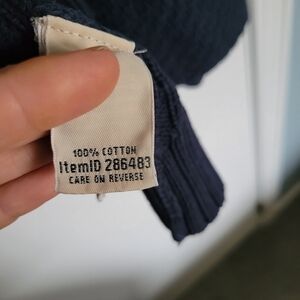 100% COTTON
ItemID 286483
CARE ON REVERSE